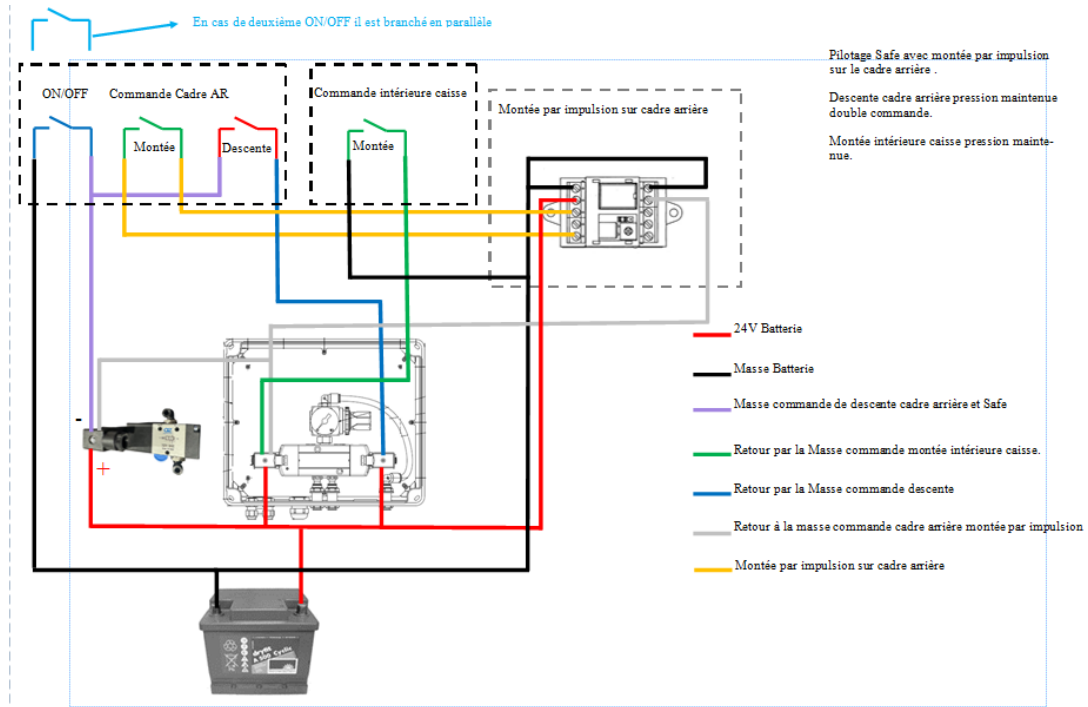 En cas de deuxième ON/OFF il est branché en parallèle
Pilotage Safe avec montée par impulsion
sur le cadre arrière .
Descente cadre arrière pression maintenue
double commande.
Montée intérieure caisse pression mainte-
nue.
ON/OFF
Commande Cadre AR
Commande intérieure caisse
Montée par impulsion sur cadre arrière
Montée
Descente
Montée
24V Batterie
Masse Batterie
Masse commande de descente cadre arrière et Safe
Retour par la Masse commande montée intérieure caisse.
Retour par la Masse commande descente
Retour à la masse commande cadre arrière montée par impulsion
Montée par impulsion sur cadre arrière
-
+
dryfit
A 500 Cyclic